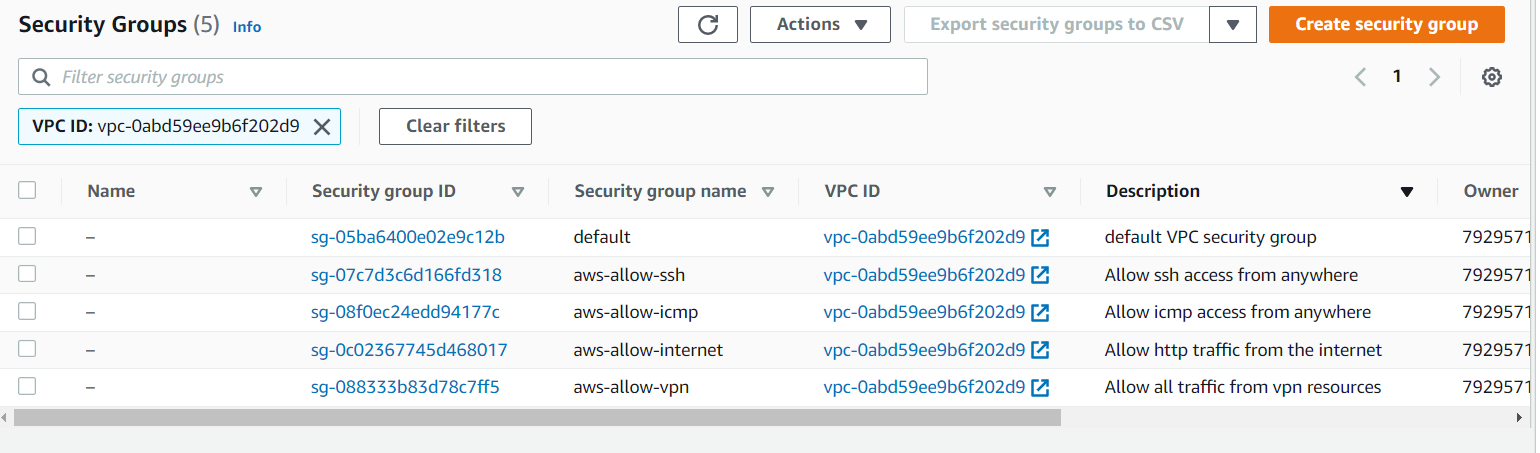 Security Groups (5) Info Actions Export security groups to CSV Create security group
Filter security groups 1
VPC ID: vpc-0abd59ee9b6f202d9 Clear filters
Name Security group ID Security group name VPC ID Description Owner
– sg-05ba6400e02e9c12b default vpc-0abd59ee9b6f202d9 default VPC security group 7929571
– sg-07c7d3c6d166fd318 aws-allow-ssh vpc-0abd59ee9b6f202d9 Allow ssh access from anywhere 7929571
– sg-08f0ec24edd94177c aws-allow-icmp vpc-0abd59ee9b6f202d9 Allow icmp access from anywhere 7929571
– sg-0c02367745d468017 aws-allow-internet vpc-0abd59ee9b6f202d9 Allow http traffic from the internet 7929571
– sg-088333b83d78c7ff5 aws-allow-vpn vpc-0abd59ee9b6f202d9 Allow all traffic from vpn resources 7929571